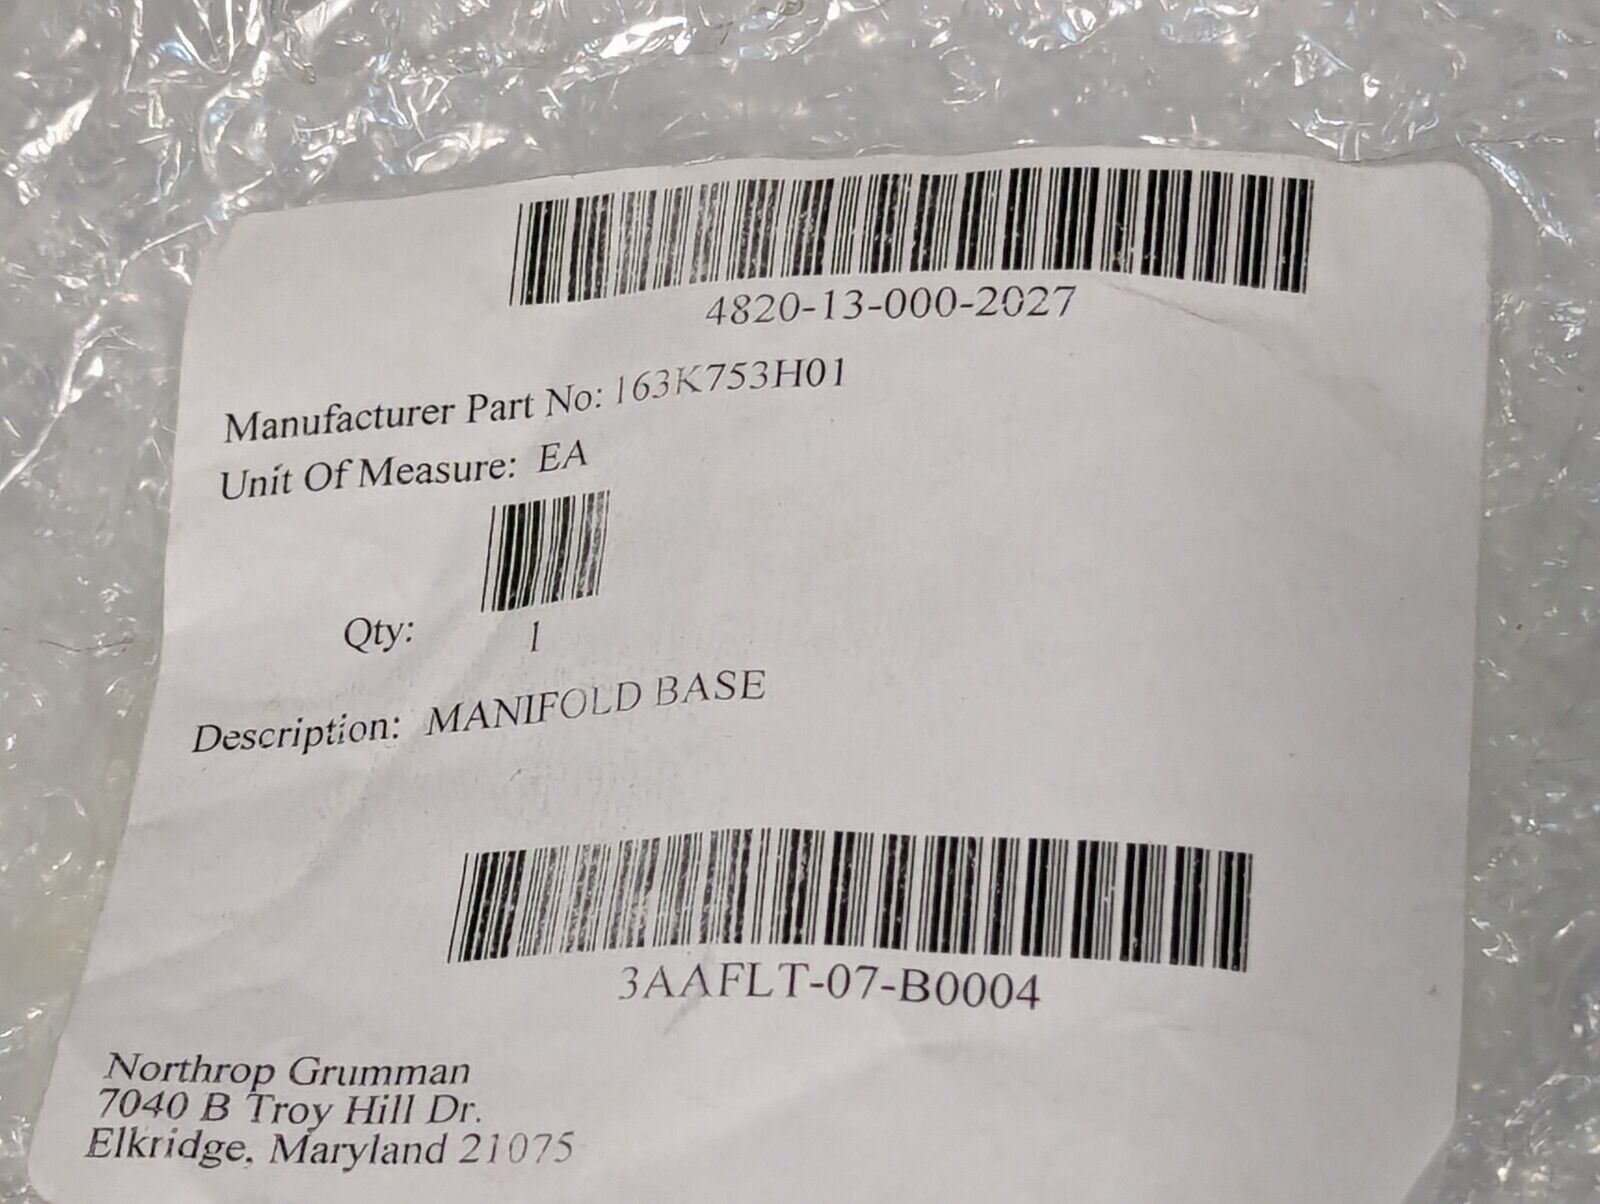 4820-13-000-2027
Manufacturer Part No: 163K753H01
Unit Of Measure: EA
Qty: 1
Description: MANIFOLD BASE
3AAFLT-07-B0004
Northrop Grumman
7040 B Troy Hill Dr.
Elkridge, Maryland 21075